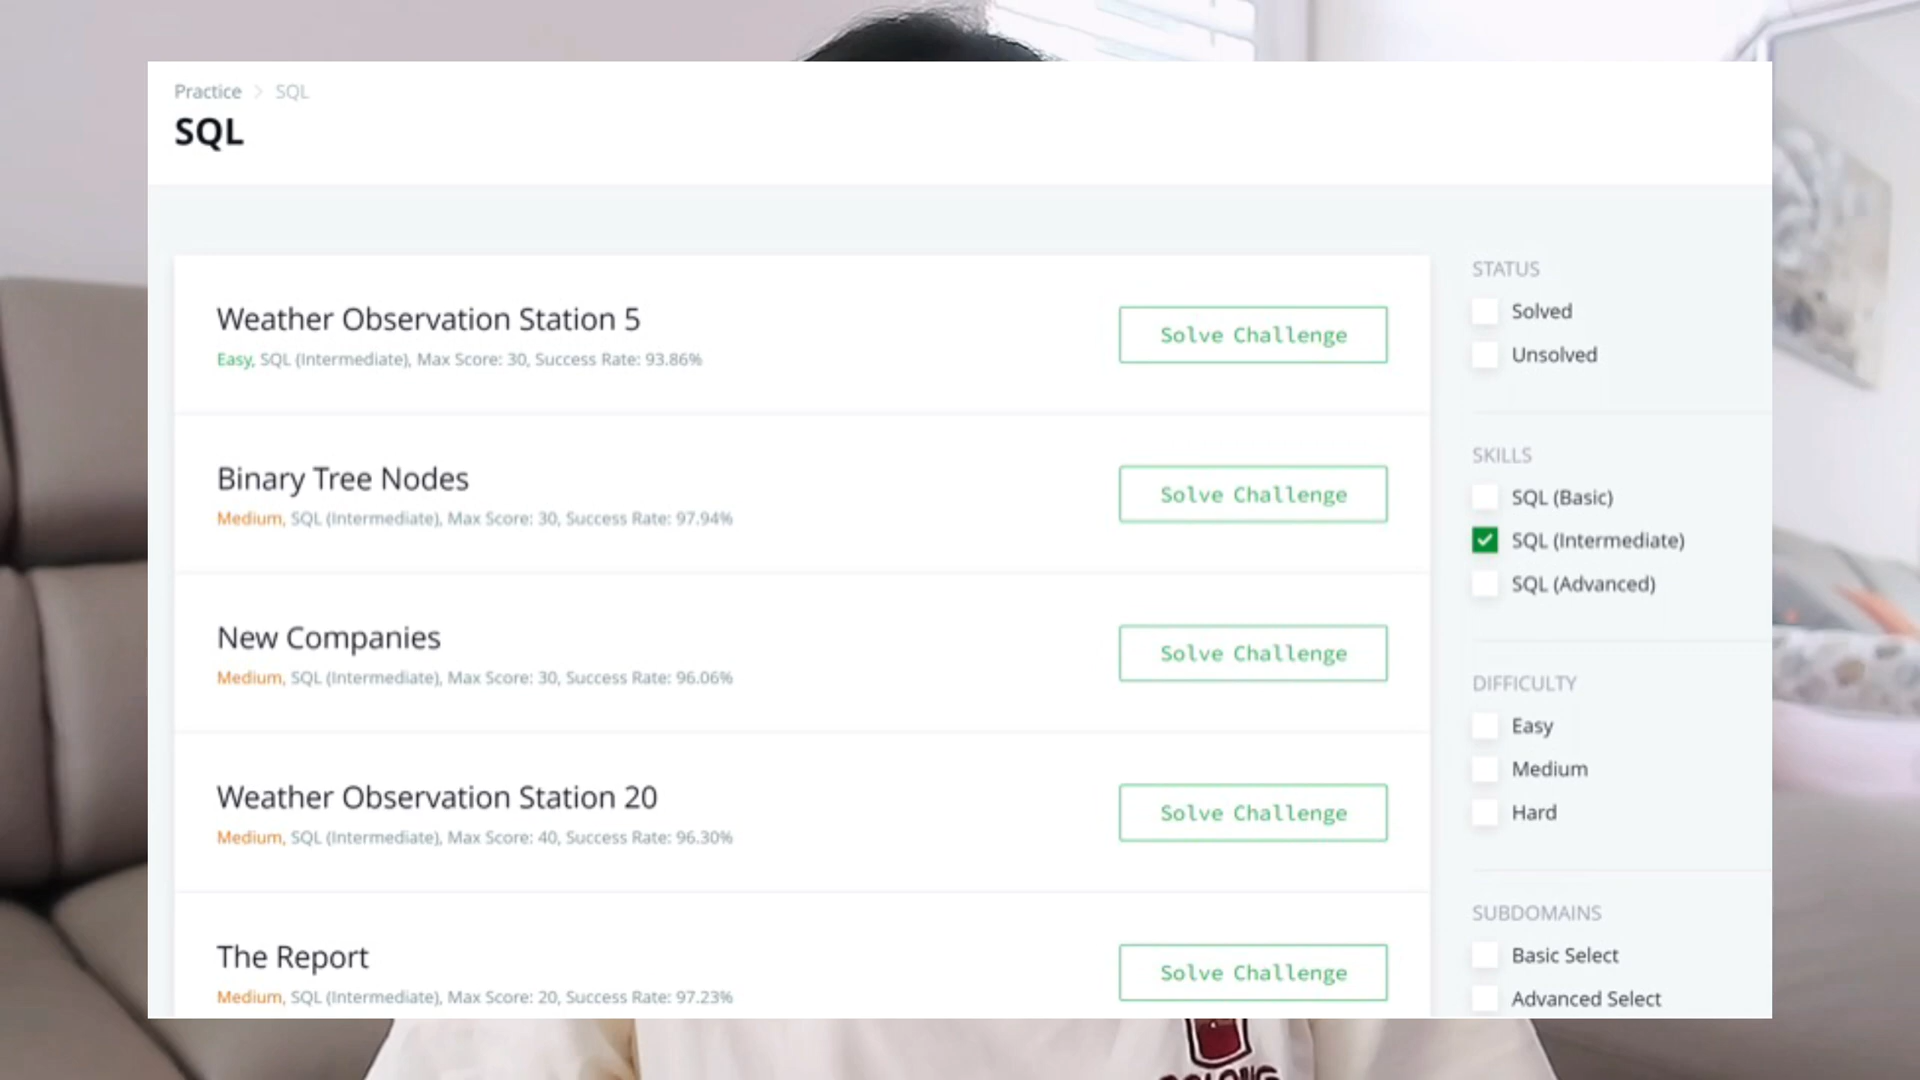 Practice > SQL
SQL
Weather Observation Station 5
Easy, SQL (Intermediate), Max Score: 30, Success Rate: 93.86%
Solve Challenge
Binary Tree Nodes
Medium, SQL (Intermediate), Max Score: 30, Success Rate: 97.94%
Solve Challenge
New Companies
Medium, SQL (Intermediate), Max Score: 30, Success Rate: 96.06%
Solve Challenge
Weather Observation Station 20
Medium, SQL (Intermediate), Max Score: 40, Success Rate: 96.30%
Solve Challenge
The Report
Medium, SQL (Intermediate), Max Score: 20, Success Rate: 97.23%
Solve Challenge
STATUS
Solved
Unsolved
SKILLS
SQL (Basic)
SQL (Intermediate)
SQL (Advanced)
DIFFICULTY
Easy
Medium
Hard
SUBDOMAINS
Basic Select
Advanced Select